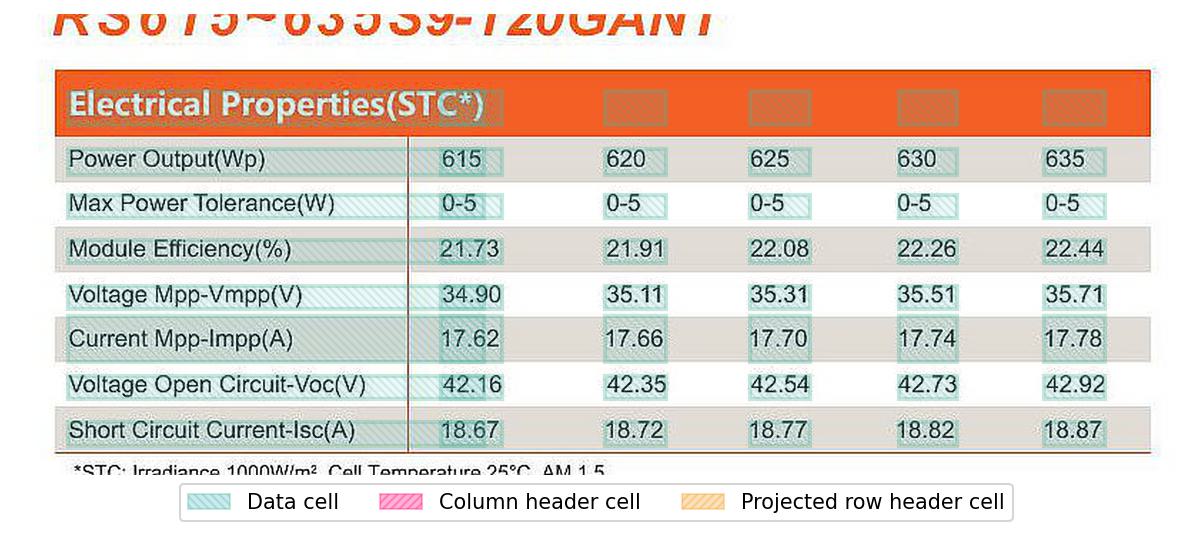 RS615~635S9-120GANT
Electrical Properties(STC*)
Power Output(Wp) 615 620 625 630 635
Max Power Tolerance(W) 0-5 0-5 0-5 0-5 0-5
Module Efficiency(%) 21.73 21.91 22.08 22.26 22.44
Voltage Mpp-Vmpp(V) 34.90 35.11 35.31 35.51 35.71
Current Mpp-Impp(A) 17.62 17.66 17.70 17.74 17.78
Voltage Open Circuit-Voc(V) 42.16 42.35 42.54 42.73 42.92
Short Circuit Current-Isc(A) 18.67 18.72 18.77 18.82 18.87
*STC: Irradiance 1000W/m², Cell Temperature 25°C, AM 1.5
Data cell Column header cell Projected row header cell